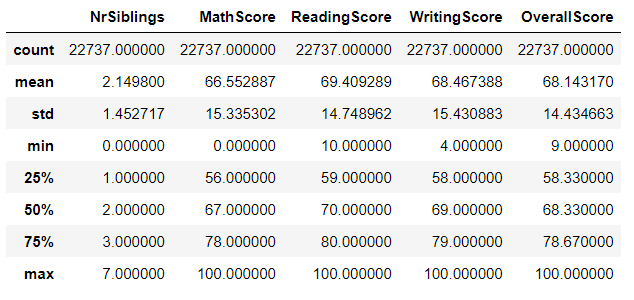 NrSiblings MathScore ReadingScore WritingScore OverallScore
count 22737.000000 22737.000000 22737.000000 22737.000000 22737.000000
mean 2.149800 66.552887 69.409289 68.467388 68.143170
std 1.452717 15.335302 14.748962 15.430883 14.434663
min 0.000000 0.000000 10.000000 4.000000 9.000000
25% 1.000000 56.000000 59.000000 58.000000 58.330000
50% 2.000000 67.000000 70.000000 69.000000 68.330000
75% 3.000000 78.000000 80.000000 79.000000 78.670000
max 7.000000 100.000000 100.000000 100.000000 100.000000